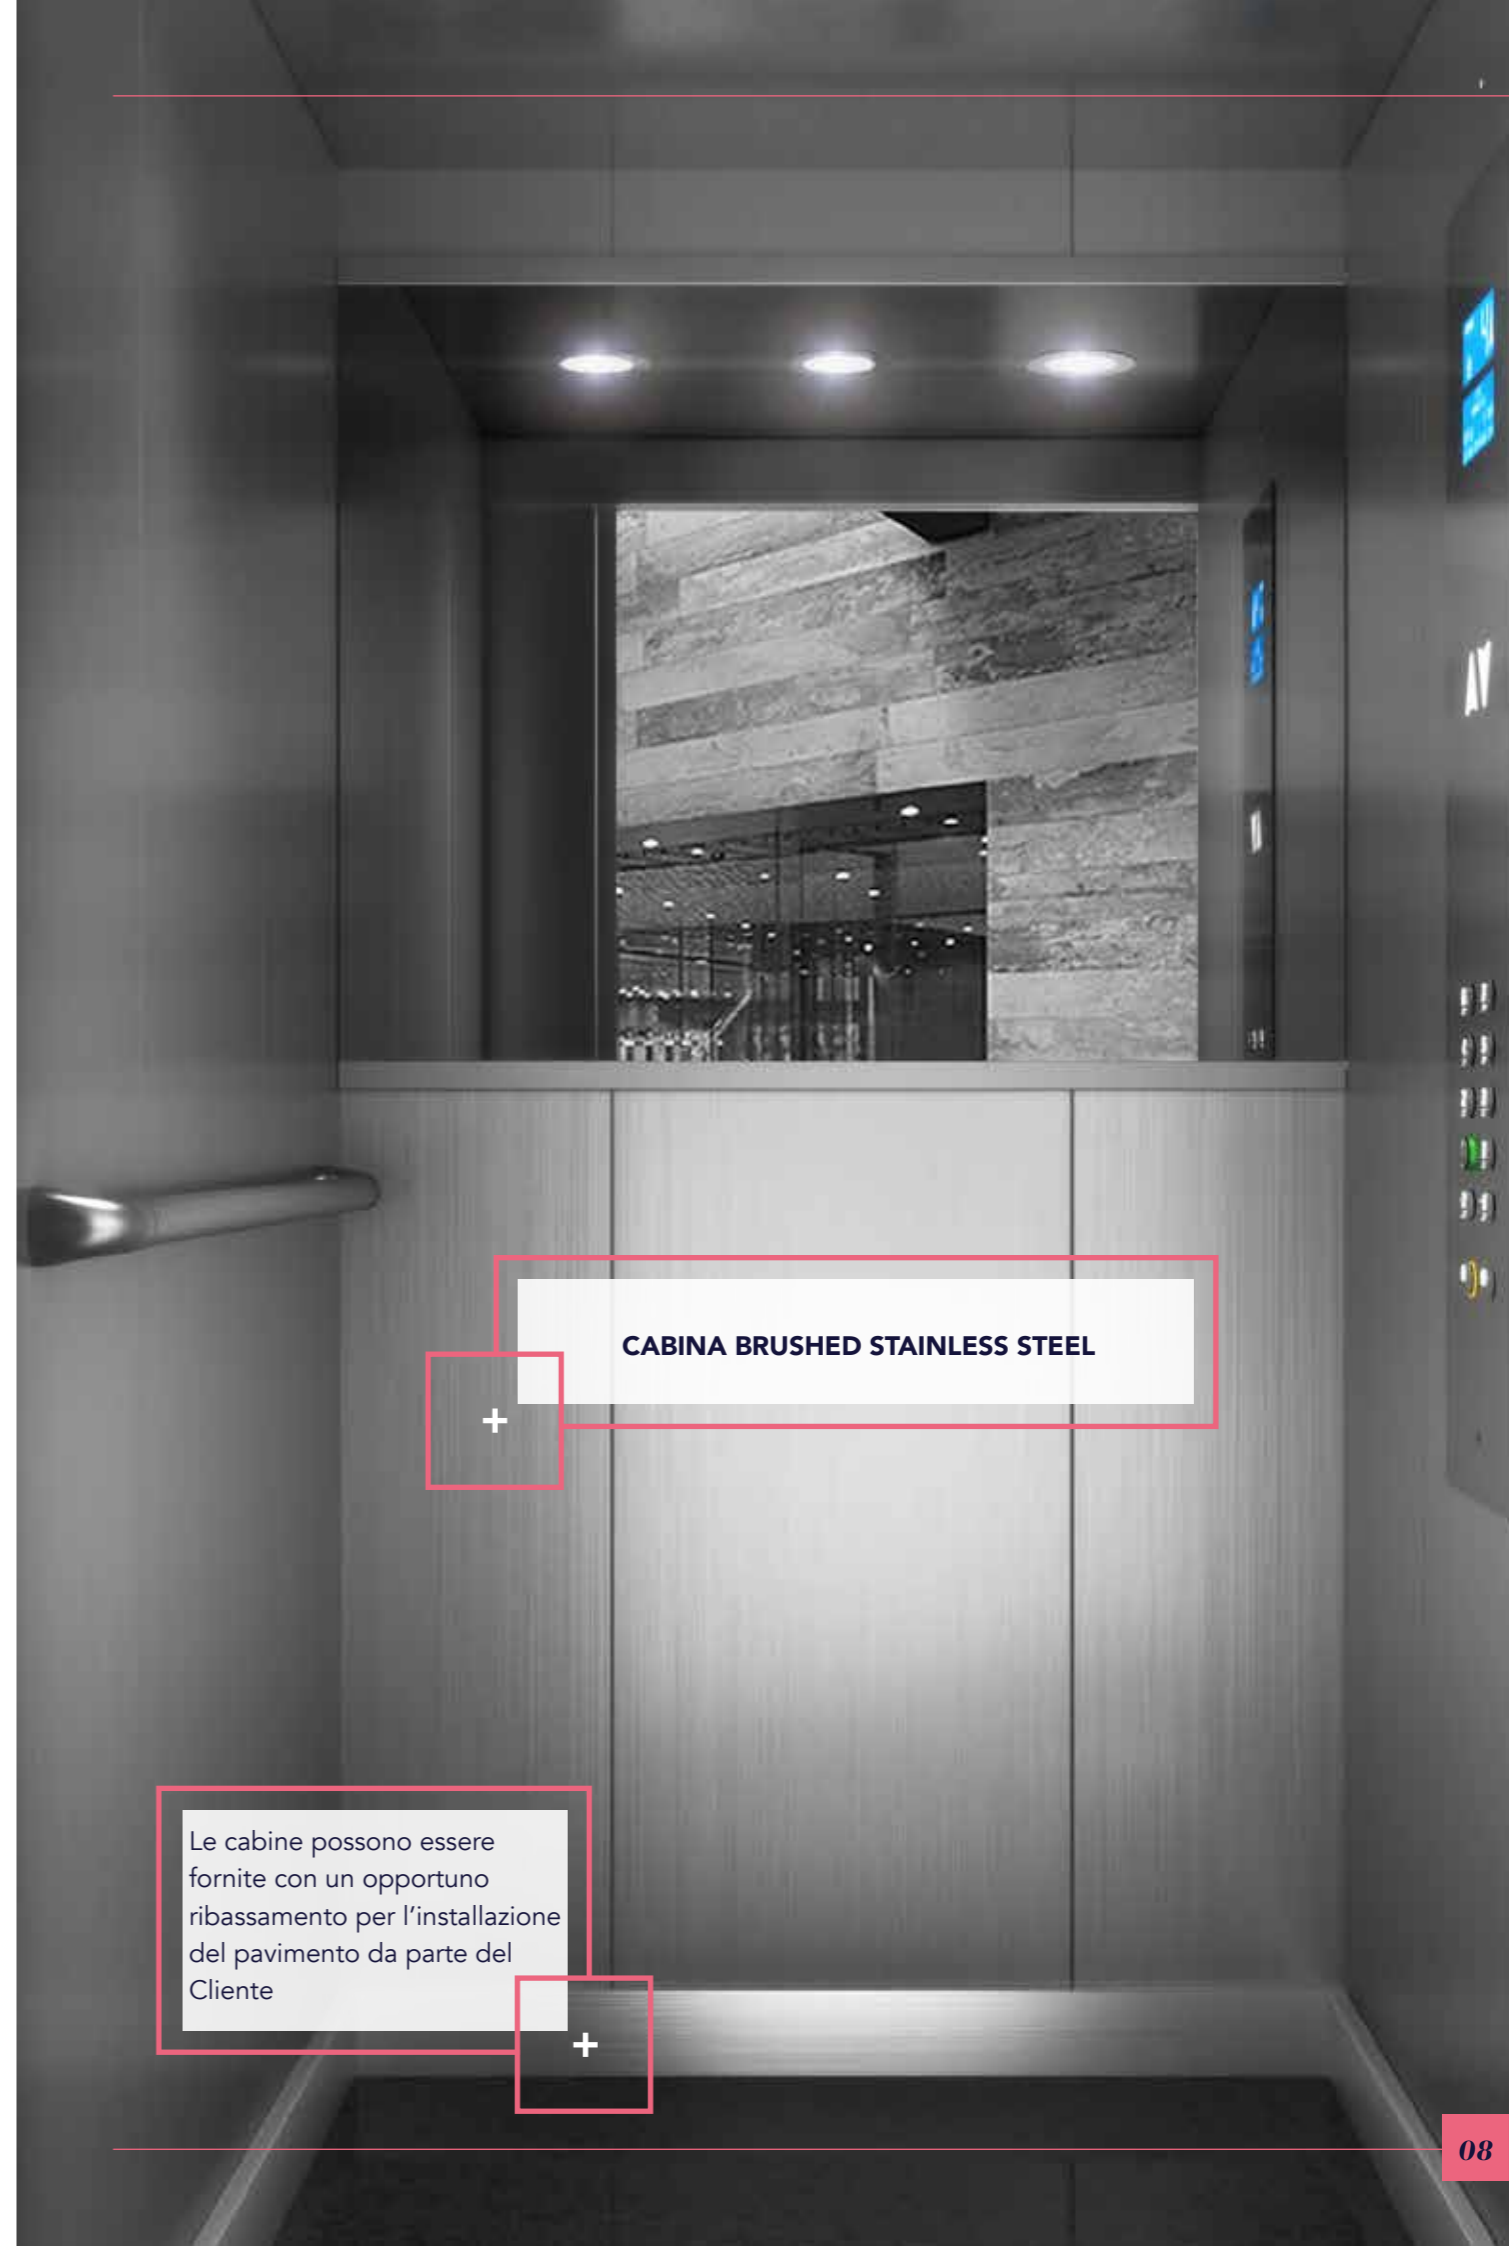 CABINA BRUSHED STAINLESS STEEL
Le cabine possono essere
fornite con un opportuno
ribassamento per l'installazione
del pavimento da parte del
Cliente
08